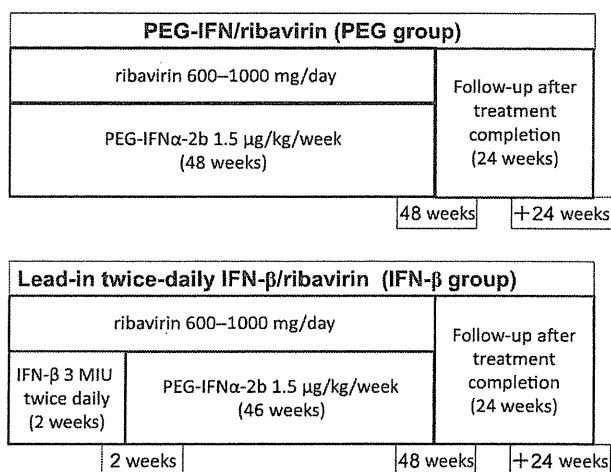 PEG-IFN/ribavirin (PEG group)
ribavirin 600–1000 mg/day
PEG-IFNα-2b 1.5 µg/kg/week
(48 weeks)
Follow-up after
treatment
completion
(24 weeks)
48 weeks
+24 weeks
Lead-in twice-daily IFN-β/ribavirin (IFN-β group)
ribavirin 600–1000 mg/day
IFN-β 3 MIU
twice daily
(2 weeks)
PEG-IFNα-2b 1.5 µg/kg/week
(46 weeks)
Follow-up after
treatment
completion
(24 weeks)
2 weeks
48 weeks
+24 weeks